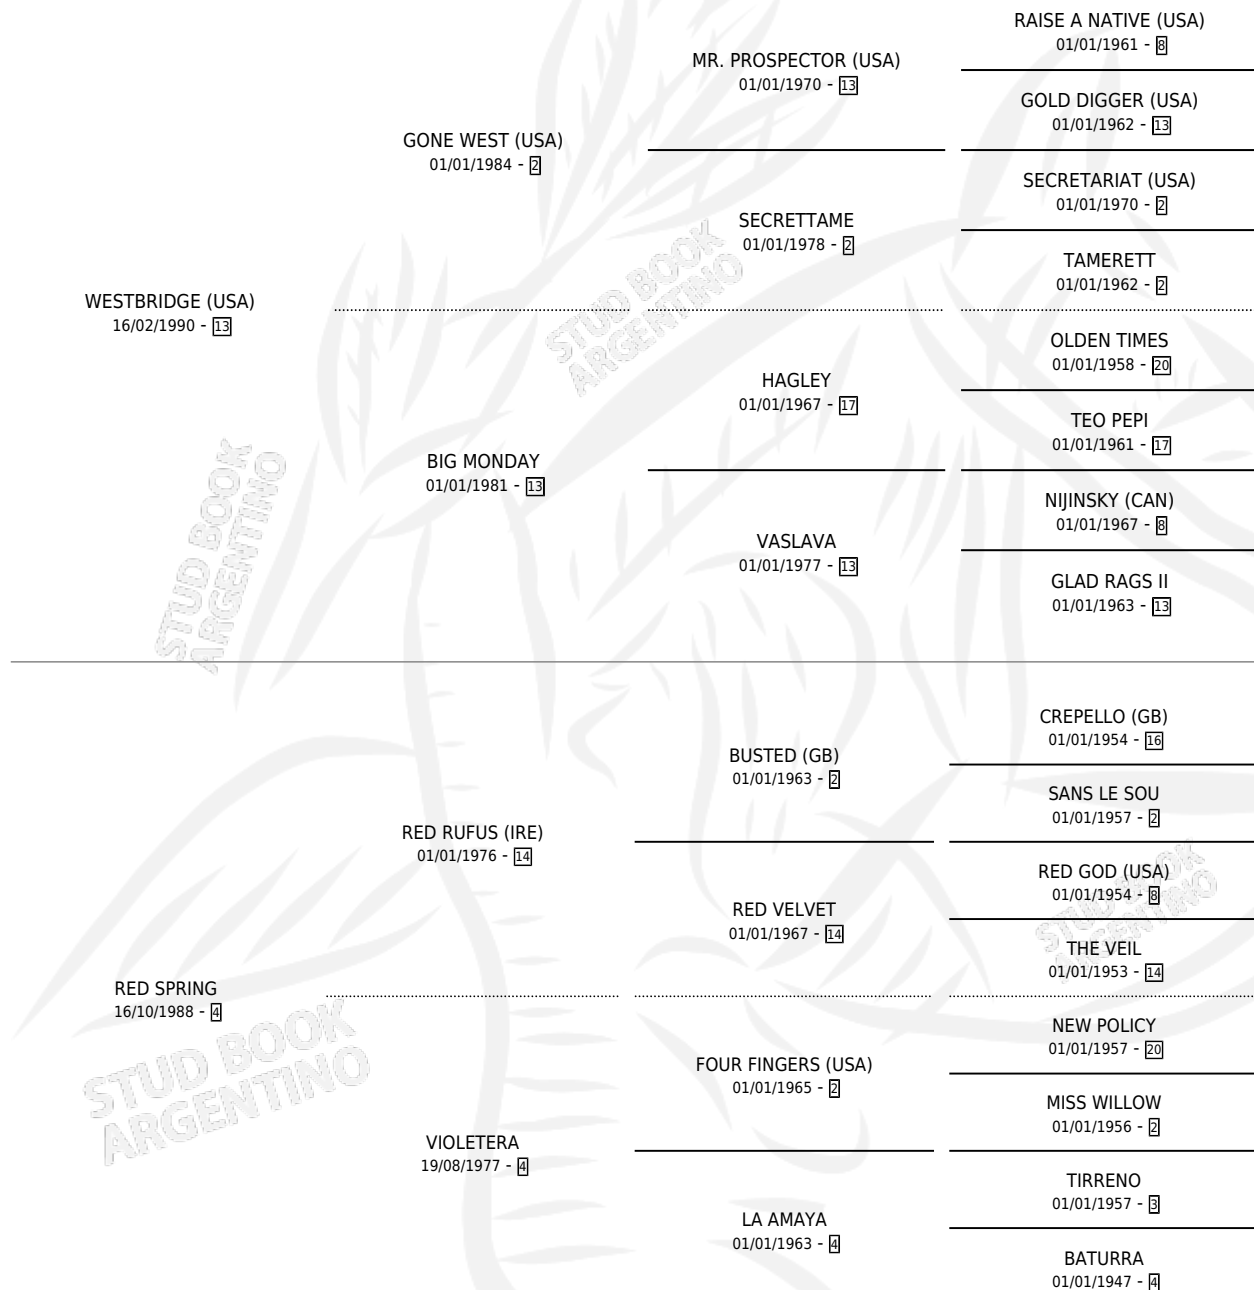 RAISE A NATIVE (USA)
01/01/1961 - 8
MR. PROSPECTOR (USA)
01/01/1970 - 13
GOLD DIGGER (USA)
01/01/1962 - 13
GONE WEST (USA)
01/01/1984 - 2
SECRETARIAT (USA)
01/01/1970 - 2
SECRETTAME
01/01/1978 - 2
TAMERETT
01/01/1962 - 2
WESTBRIDGE (USA)
16/02/1990 - 13
OLDEN TIMES
01/01/1958 - 20
HAGLEY
01/01/1967 - 17
TEO PEPI
01/01/1961 - 17
BIG MONDAY
01/01/1981 - 13
NIJINSKY (CAN)
01/01/1967 - 8
VASLAVA
01/01/1977 - 13
GLAD RAGS II
01/01/1963 - 13
CREPELLO (GB)
01/01/1954 - 16
BUSTED (GB)
01/01/1963 - 2
SANS LE SOU
01/01/1957 - 2
RED RUFUS (IRE)
01/01/1976 - 14
RED GOD (USA)
01/01/1954 - 8
RED VELVET
01/01/1967 - 14
THE VEIL
01/01/1953 - 14
RED SPRING
16/10/1988 - 4
NEW POLICY
01/01/1957 - 20
FOUR FINGERS (USA)
01/01/1965 - 2
MISS WILLOW
01/01/1956 - 2
VIOLETERA
19/08/1977 - 4
TIRRENO
01/01/1957 - 3
LA AMAYA
01/01/1963 - 4
BATURRA
01/01/1947 - 4
STUD BOOK
ARGENTINO
STUD BOOK
ARGENTINO
STUD BOOK
ARGENTINO
STUD BOOK
ARGENTINO